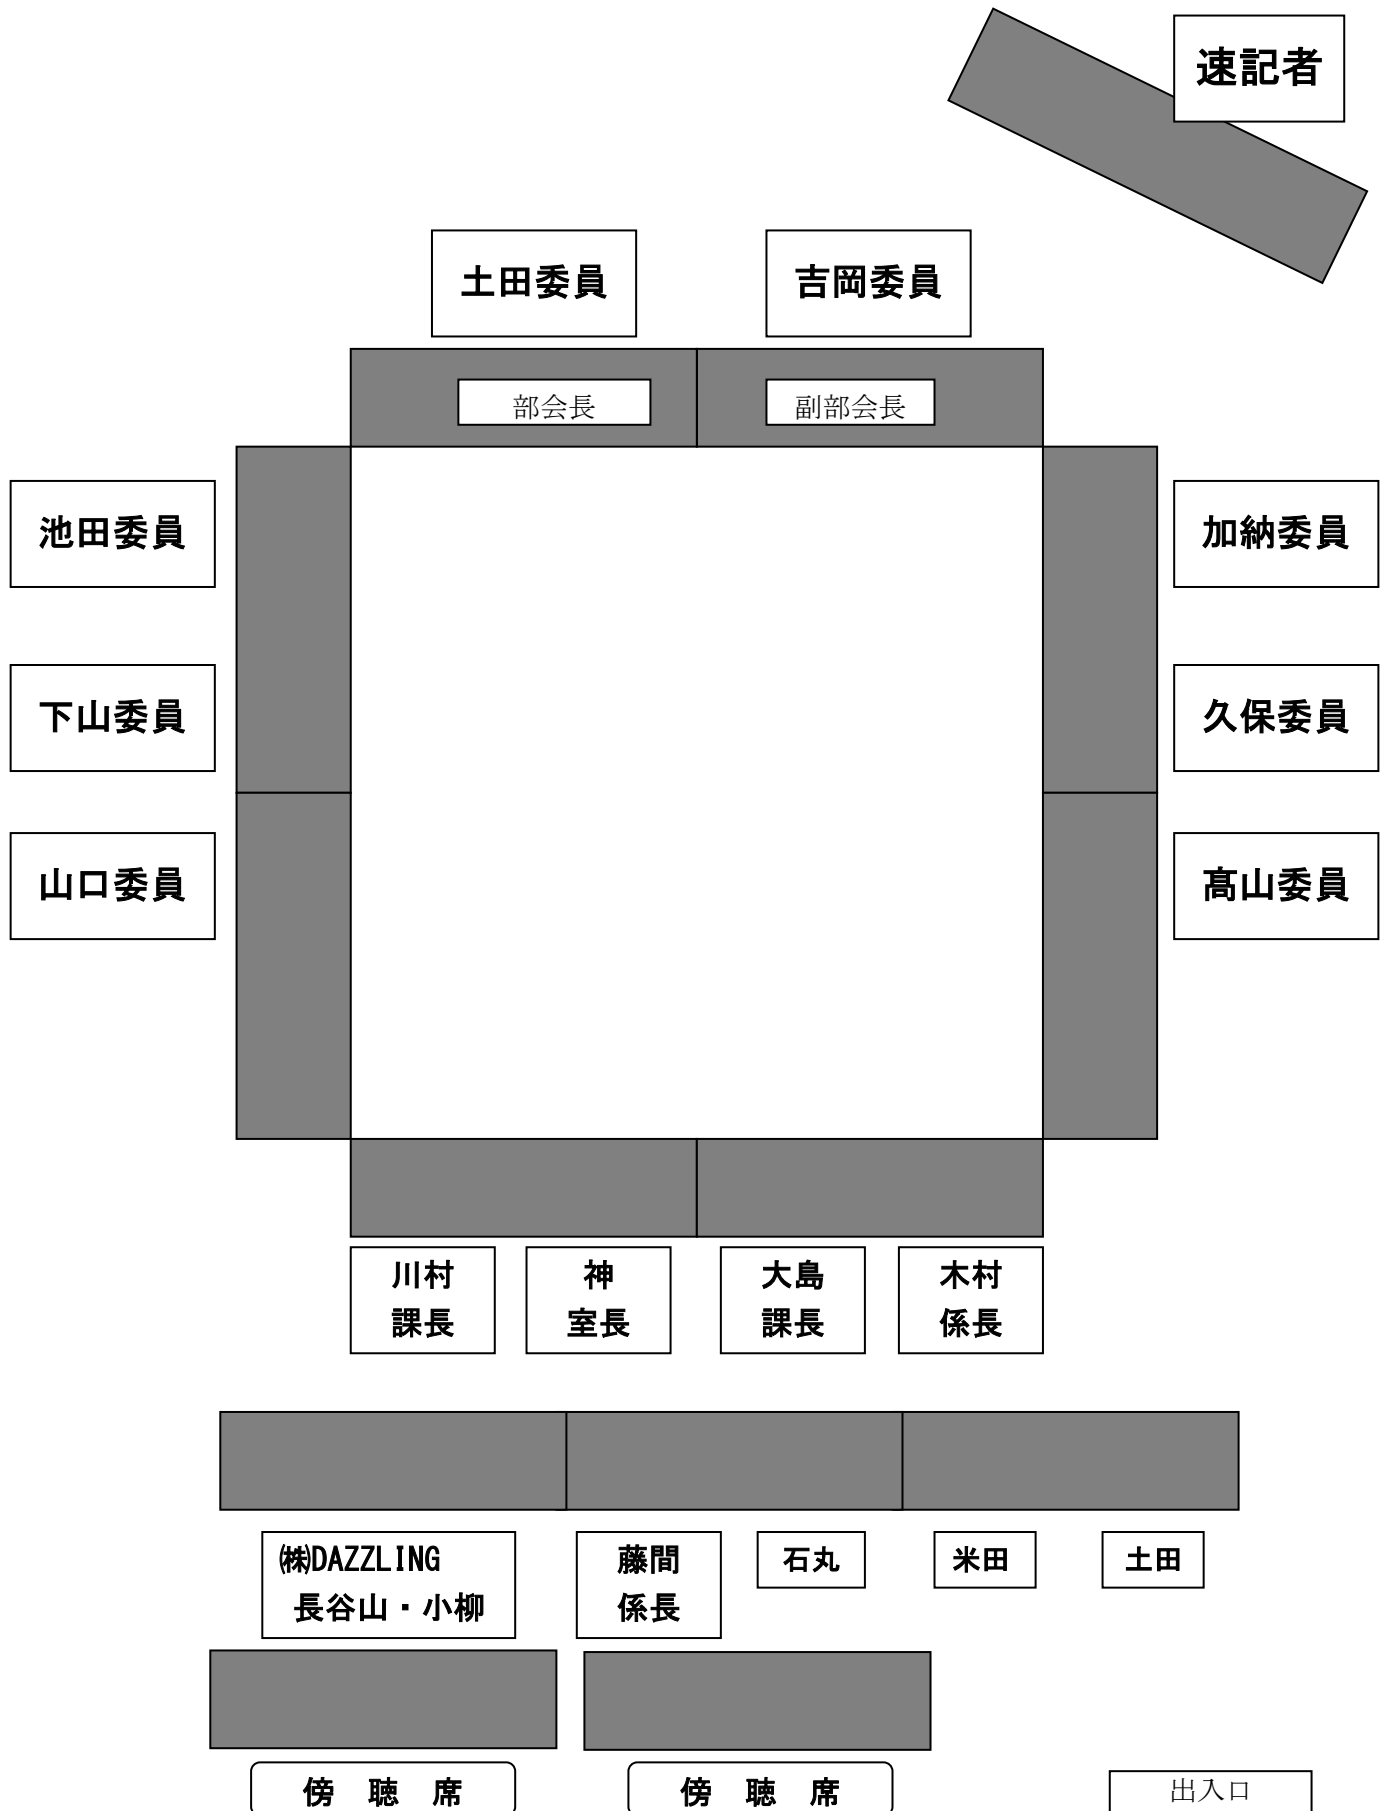 速記者
土田委員
吉岡委員
部会長
副部会長
池田委員
加納委員
下山委員
久保委員
山口委員
髙山委員
川村
課長
神
室長
大島
課長
木村
係長
㈱DAZZLING
長谷山・小柳
藤間
係長
石丸
米田
土田
傍 聴 席
傍 聴 席
出入口